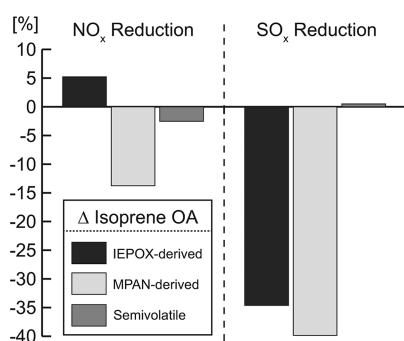 [%]
NOx Reduction
SOx Reduction
10
5
0
-5
-10
-15
-20
-25
-30
-35
-40
Δ Isoprene OA
IEPOX-derived
MPAN-derived
Semivolatile